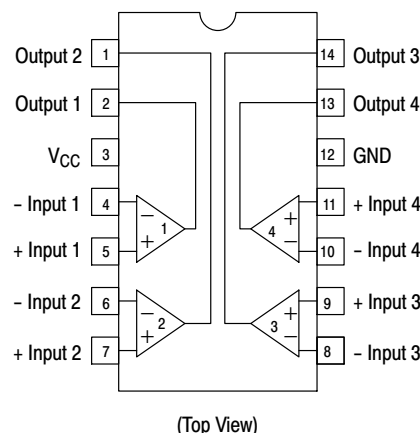 Output 2 1 14 Output 3
Output 1 2 13 Output 4
VCC 3 12 GND
– Input 1 4 – 11 + Input 4
1 + 4
+ Input 1 5 + – 10 – Input 4
– Input 2 6 – + 9 + Input 3
2 3
+ Input 2 7 + – 8 – Input 3
(Top View)